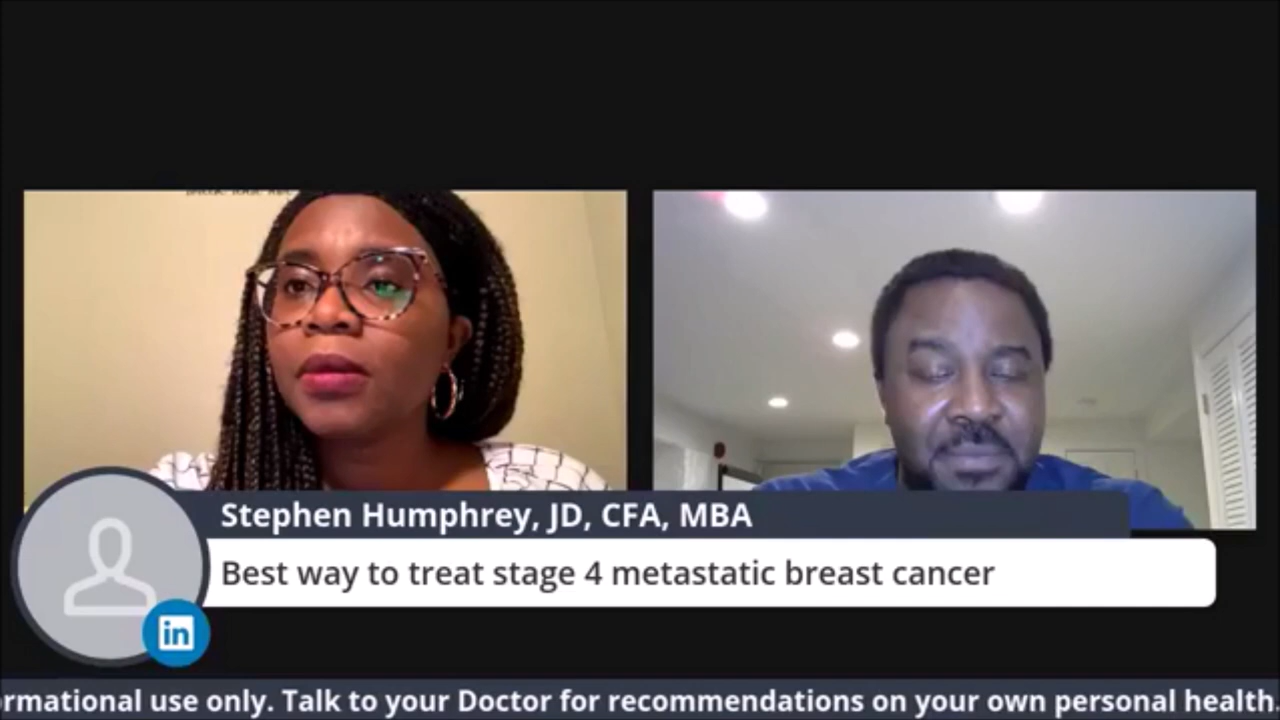 Stephen Humphrey, JD, CFA, MBA
Best way to treat stage 4 metastatic breast cancer
in
rmational use only. Talk to your Doctor for recommendations on your own personal health.